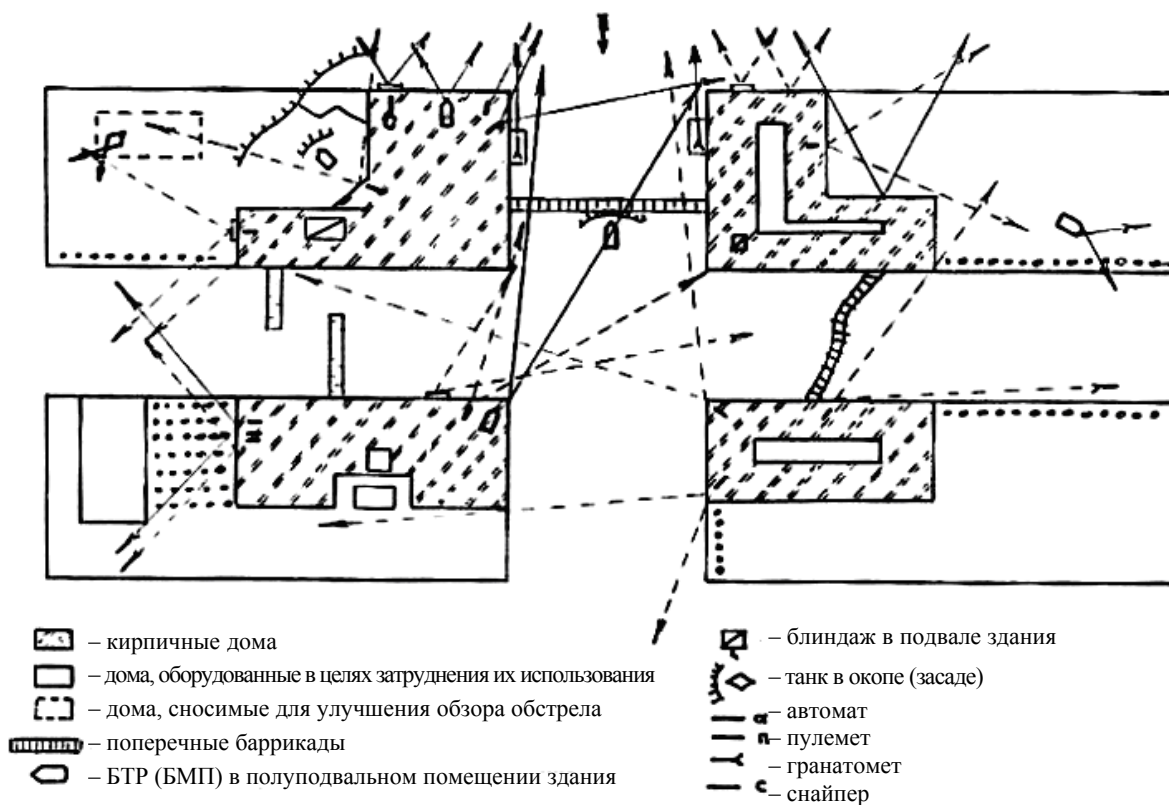 – кирпичные дома
– дома, оборудованные в целях затруднения их использования
– дома, сносимые для улучшения обзора обстрела
– поперечные баррикады
– БТР (БМП) в полуподвальном помещении здания
– блиндаж в подвале здания
– танк в окопе (засаде)
а – автомат
п – пулемет
– гранатомет
с – снайпер